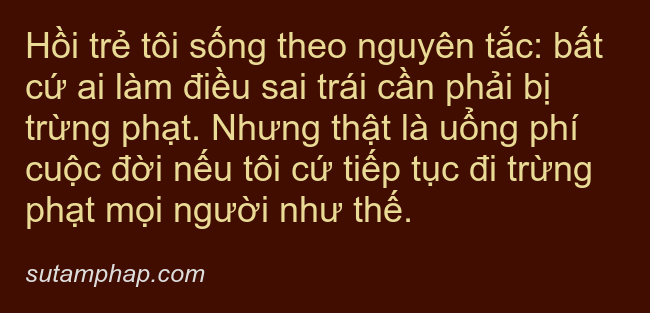 Hồi trẻ tôi sống theo nguyên tắc: bất
cứ ai làm điều sai trái cần phải bị
trừng phạt. Nhưng thật là uổng phí
cuộc đời nếu tôi cứ tiếp tục đi trừng
phạt mọi người như thế.
sutamphap.com